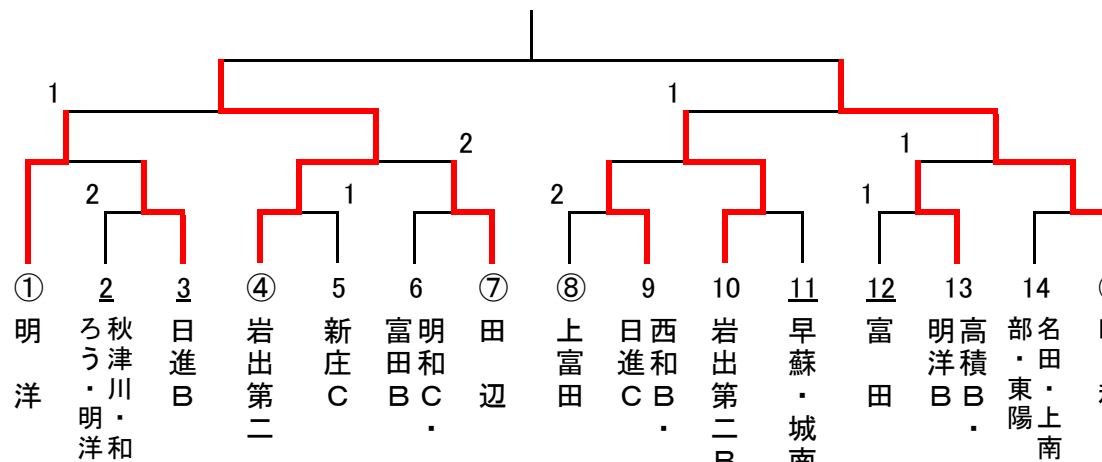 1
1
2
1
2
1
2
1
① 2 3 ④ 5 6 ⑦ ⑧ 9 10 11 12 13 14
明洋
秋津川・和
ろう・明洋
日進B
岩出第二
新庄C
明和C・
富田B
田辺
上富田
西和B・
日進C
岩出第二B
早蘇・城南
富田
高積B・
明洋B
名田・上南
部・東陽